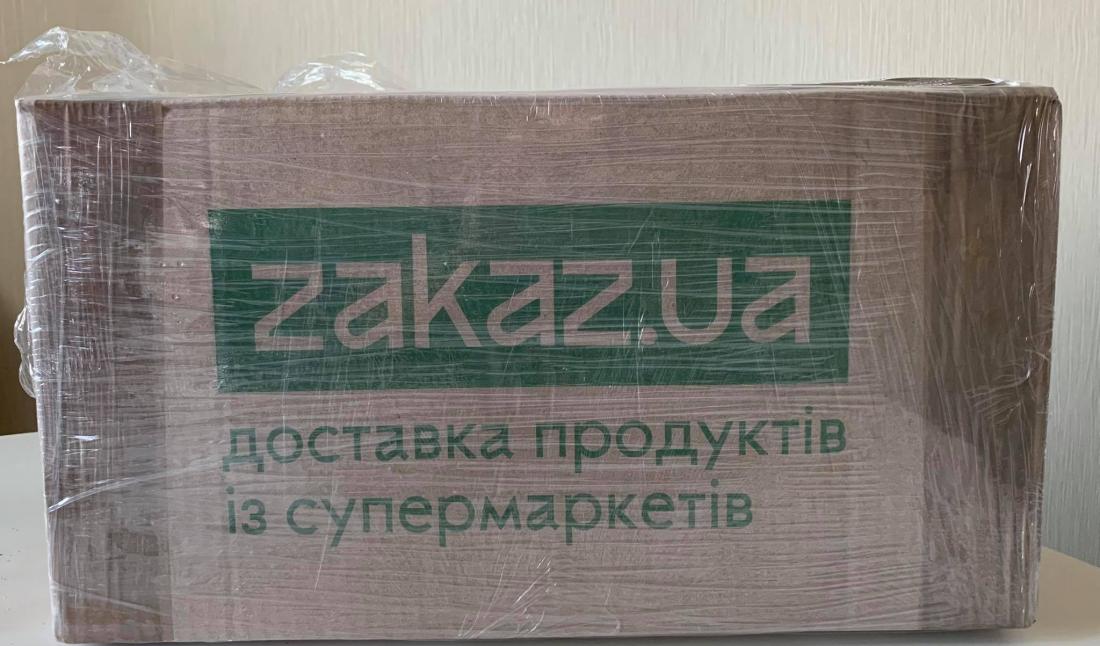 zakaz.ua
доставка продуктів
із супермаркетів